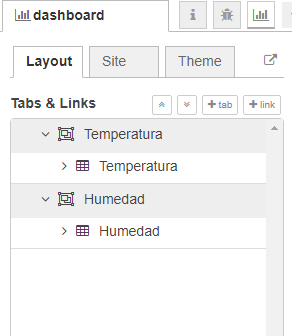 dashboard
Layout Site Theme
Tabs & Links +tab +link
Temperatura
Temperatura
Humedad
Humedad